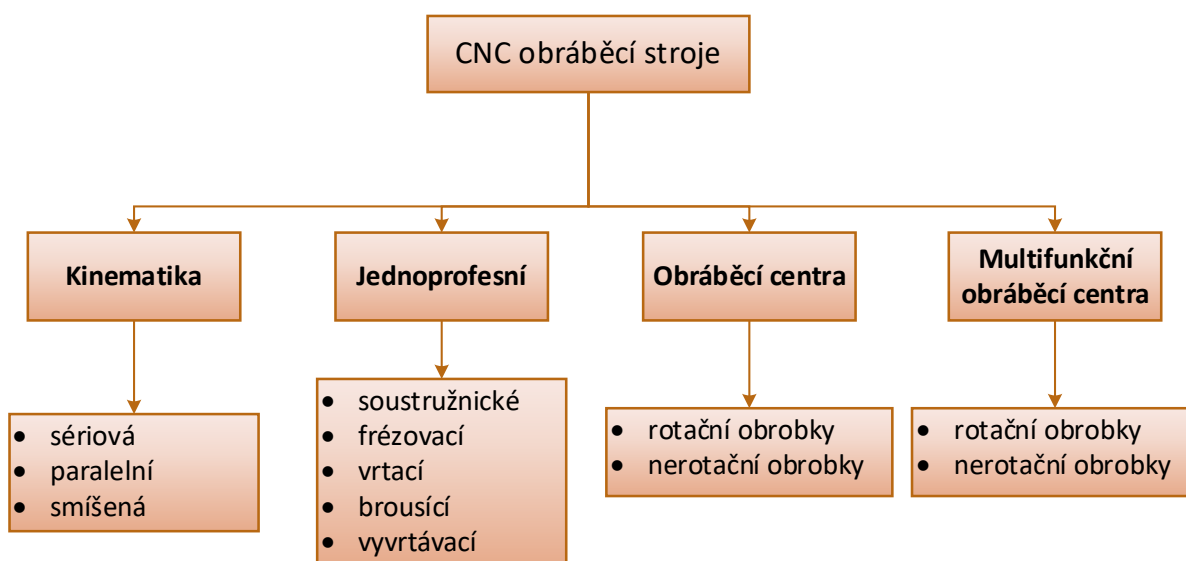 CNC obráběcí stroje
Kinematika
Jednoprofesní
Obráběcí centra
Multifunkční
obráběcí centra
• sériová
• paralelní
• smíšená
• soustružnické
• frézovací
• vrtací
• brousící
• vyvrtávací
• rotační obrobky
• nerotační obrobky
• rotační obrobky
• nerotační obrobky